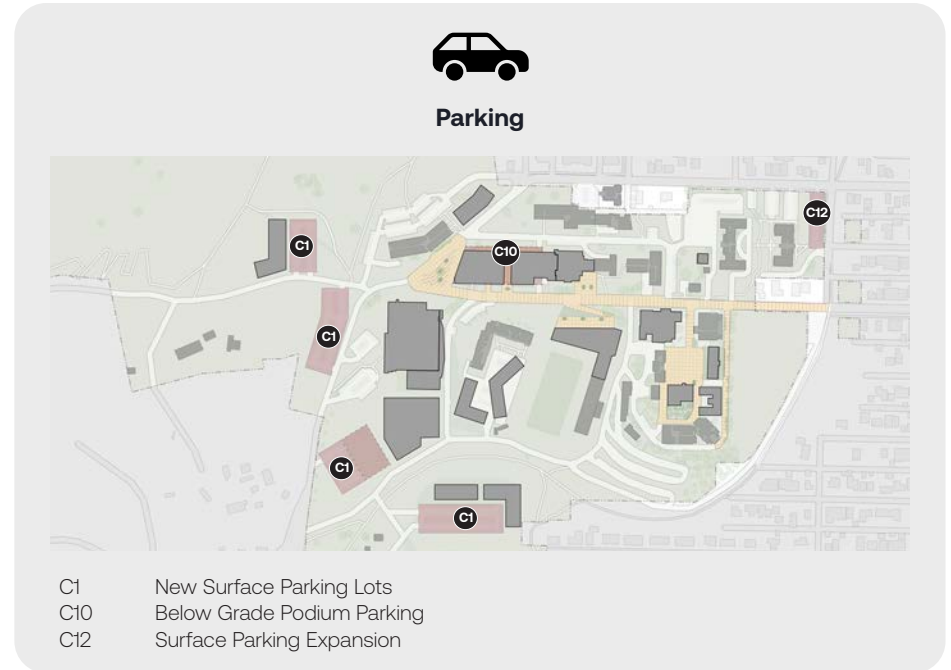 Parking
C12
C1
C10
C1
C1
C1
C1 New Surface Parking Lots
C10 Below Grade Podium Parking
C12 Surface Parking Expansion